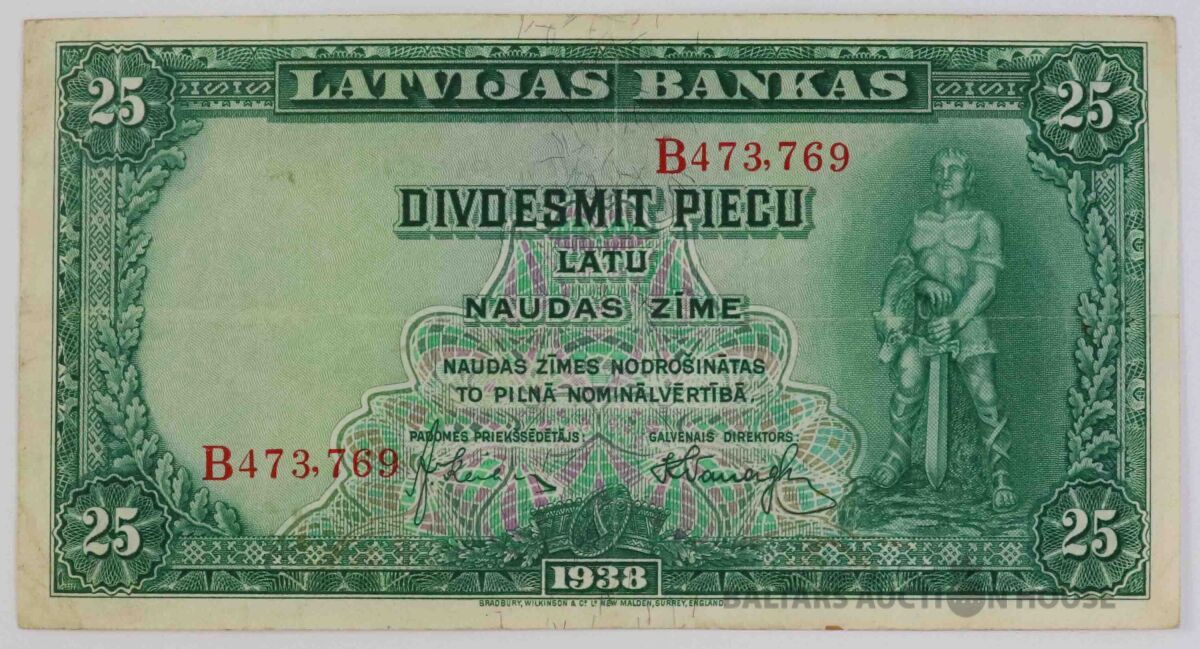 25 LATVIJAS BANKAS 25
B473,769
DIVDESMIT PIECU
LATU
NAUDAS ZĪME
NAUDAS ZĪMES NODROŠINĀTAS
TO PILNĀ NOMINĀLVĒRTĪBĀ.
PADOMES PRIEKŠSĒDĒTĀJS: GALVENAIS DIREKTORS:
B473,769
25 1938 25
BRADBURY, WILKINSON & Cº Lᵈ NEW MALDEN, SURREY, ENGLAND
BALTARS AUCTION HOUSE